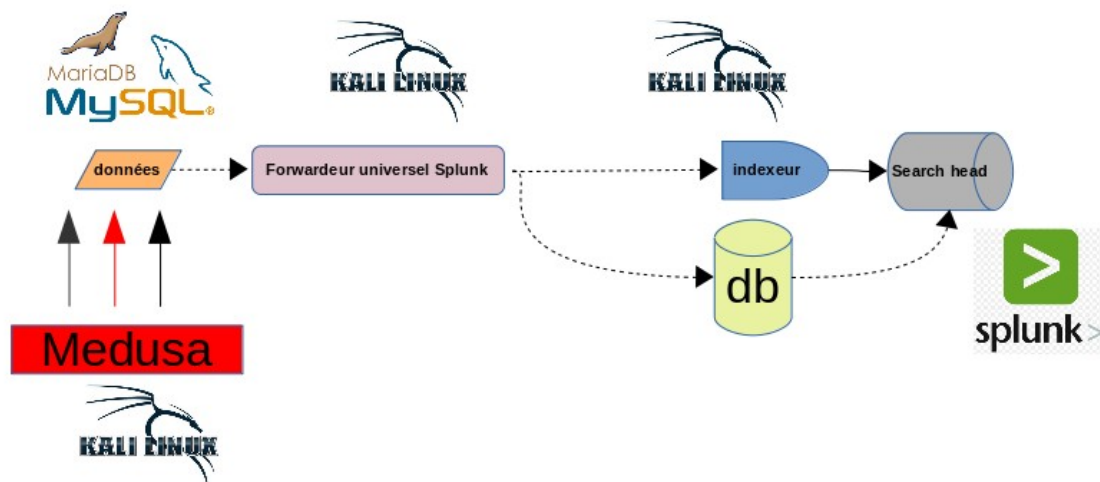 MariaDB
MySQL®
KALI LINUX
KALI LINUX
données
Forwardeur universel Splunk
indexeur
Search head
db
splunk>
Medusa
KALI LINUX